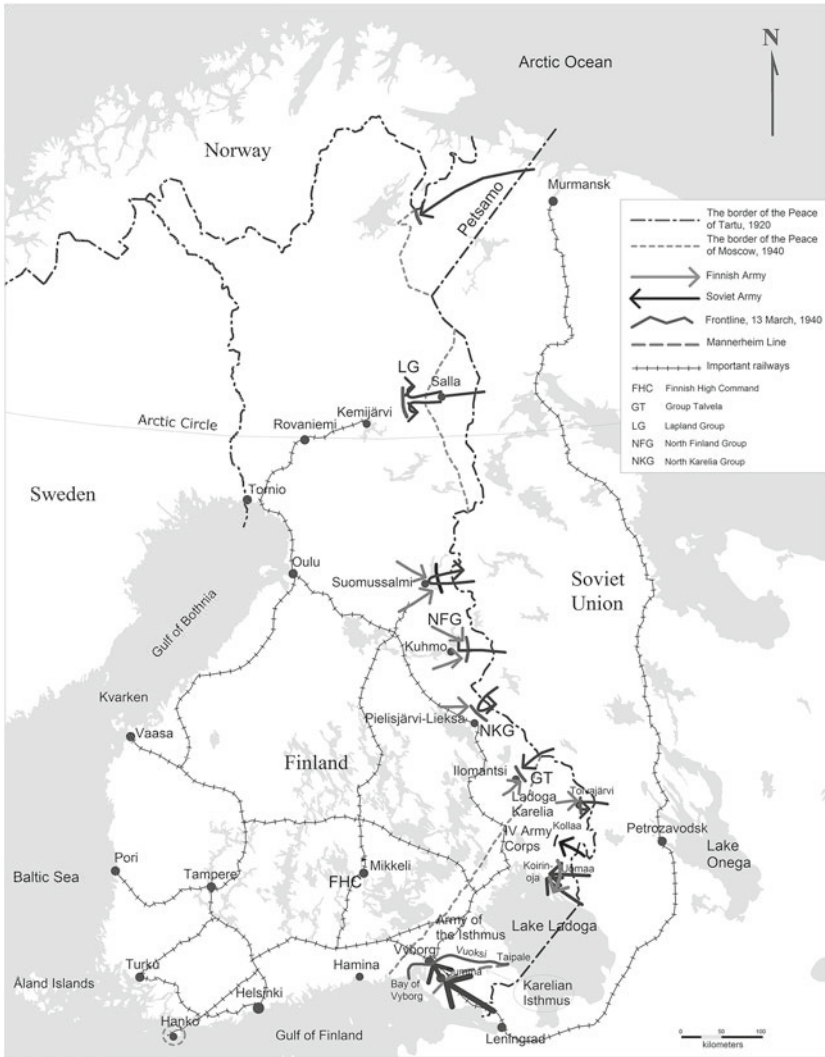 N
Arctic Ocean
Norway
Petsamo
Murmansk
The border of the Peace
of Tartu, 1920
The border of the Peace
of Moscow, 1940
Finnish Army
Soviet Army
Frontline, 13 March, 1940
Mannerheim Line
Important railways
FHC Finnish High Command
GT Group Talvela
LG Lapland Group
NFG North Finland Group
NKG North Karelia Group
LG
Salla
Arctic Circle
Kemijärvi
Rovaniemi
Sweden
Tornio
Oulu
Suomussalmi
Soviet
Union
Gulf of Bothnia
NFG
Kuhmo
Kvarken
Vaasa
Pielisjärvi-Lieksa
NKG
Finland
Ilomantsi
GT
Ladoga
Karelia
Tolvajärvi
IV Army
Corps
Kollaa
Petrozavodsk
Lake
Onega
Pori
Baltic Sea
Tampere
Mikkeli
FHC
Koirin-
oja
Lake Ladoga
Army of
the Isthmus
Vyborg
Vuoksi
Taipale
Turku
Åland Islands
Hamina
Bay of
Vyborg
Karelian
Isthmus
Helsinki
Hanko
Gulf of Finland
Leningrad
0 50 100
kilometers